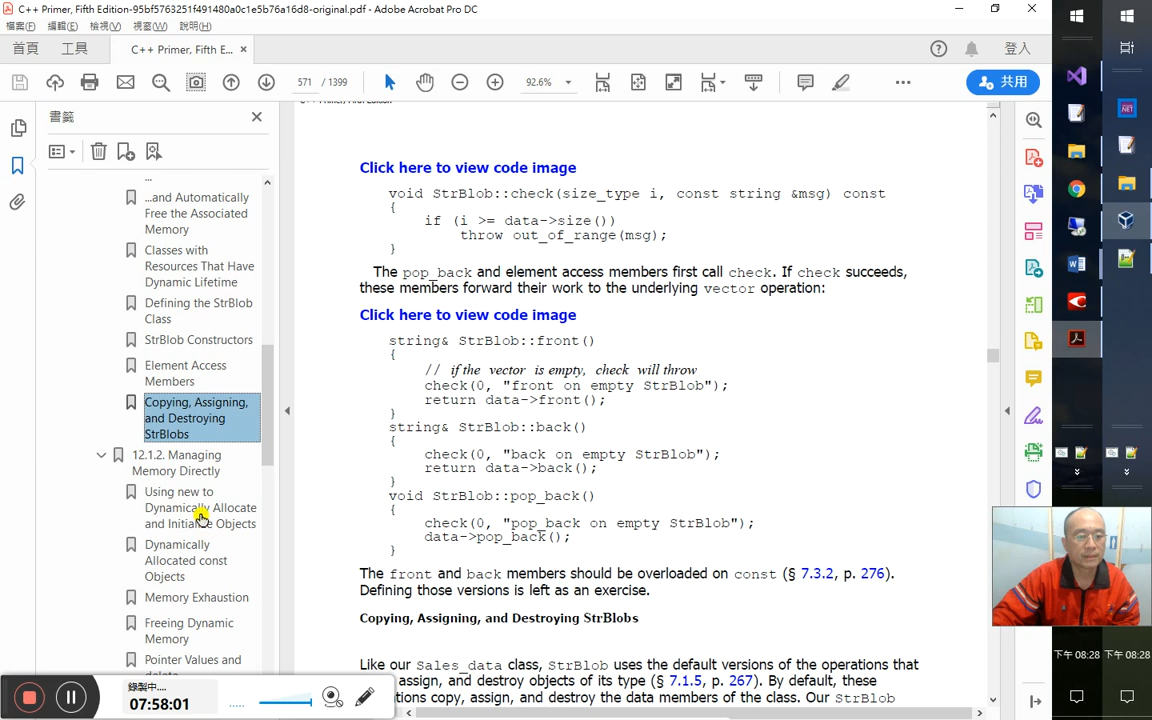 C++ Primer, Fifth Edition-95bf5763251f491480a0c1e5b76a16d8-original.pdf - Adobe Acrobat Pro DC
檔案(F) 編輯(E) 檢視(V) 視窗(W) 說明(H)
首頁 工具 C++ Primer, Fifth E... × 登入
571 / 1399 92.6% 共用
書籤
...
...and Automatically
Free the Associated
Memory
Classes with
Resources That Have
Dynamic Lifetime
Defining the StrBlob
Class
StrBlob Constructors
Element Access
Members
Copying, Assigning,
and Destroying
StrBlobs
12.1.2. Managing
Memory Directly
Using new to
Dynamically Allocate
and Initialize Objects
Dynamically
Allocated const
Objects
Memory Exhaustion
Freeing Dynamic
Memory
Pointer Values and
Click here to view code image
void StrBlob::check(size_type i, const string &msg) const
{
if (i >= data->size())
throw out_of_range(msg);
}
The pop_back and element access members first call check. If check succeeds,
these members forward their work to the underlying vector operation:
Click here to view code image
string& StrBlob::front()
{
// if the vector is empty, check will throw
check(0, "front on empty StrBlob");
return data->front();
}
string& StrBlob::back()
{
check(0, "back on empty StrBlob");
return data->back();
}
void StrBlob::pop_back()
{
check(0, "pop_back on empty StrBlob");
data->pop_back();
}
The front and back members should be overloaded on const (§ 7.3.2, p. 276).
Defining those versions is left as an exercise.
Copying, Assigning, and Destroying StrBlobs
Like our Sales_data class, StrBlob uses the default versions of the operations that
assign, and destroy objects of its type (§ 7.1.5, p. 267). By default, these
tions copy, assign, and destroy the data members of the class. Our StrBlob
錄製中....
07:58:01
.NET
下午 08:28 下午 08:28